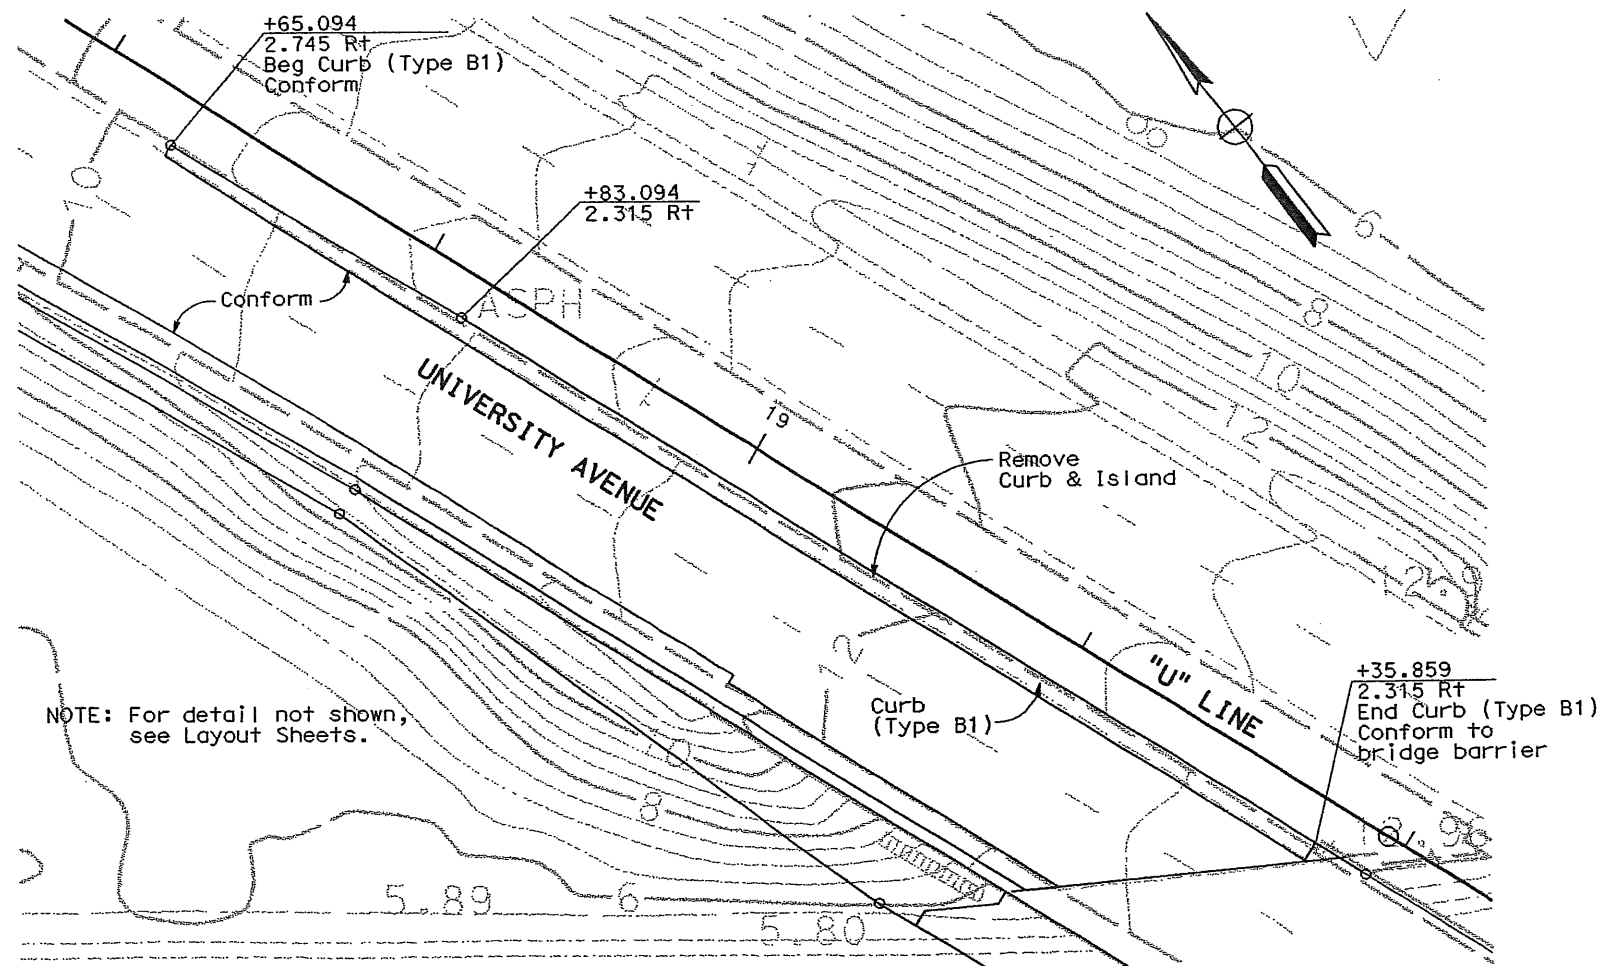 +65.094
2.745 Rt
Beg Curb (Type B1)
Conform
+83.094
2.315 Rt
10
Conform
ASPH
UNIVERSITY AVENUE
19
Remove
Curb & Island
6
8
10
12
12
Curb
(Type B1)
"U" LINE
+35.859
2.315 Rt
End Curb (Type B1)
Conform to
bridge barrier
NOTE: For detail not shown,
see Layout Sheets.
8
6
5.89
5.80